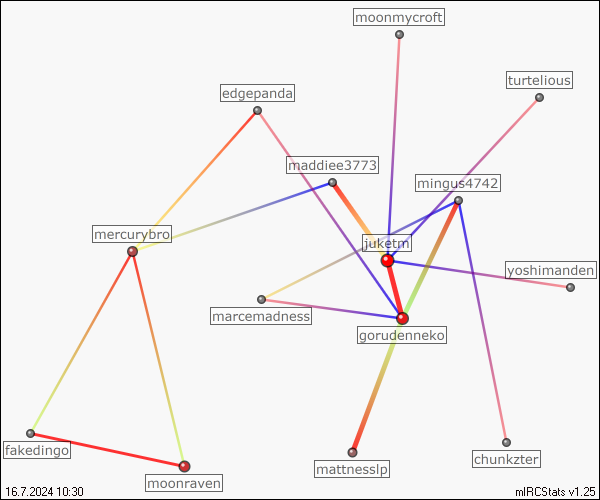 moonmycroft
turtelious
edgepanda
maddiee3773
mingus4742
mercurybro
juketm
yoshimanden
marcemadness
gorudenneko
fakedingo
chunkzter
mattnesslp
moonraven
16.7.2024 10:30
mIRCStats v1.25